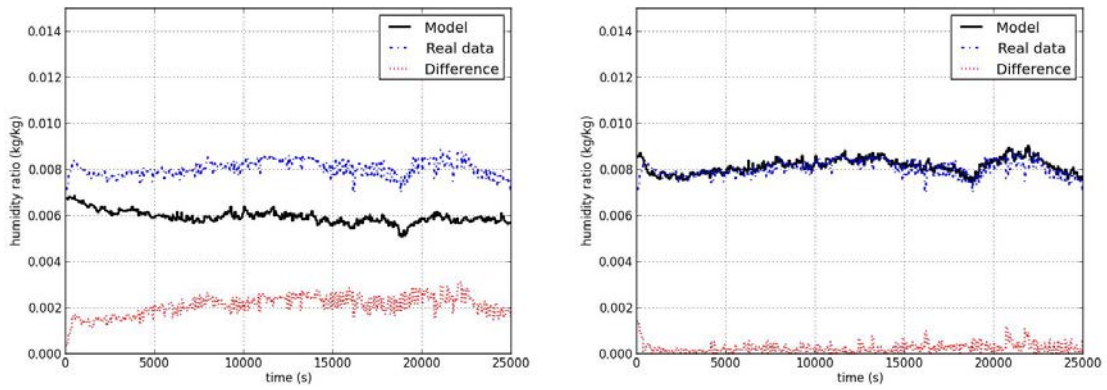 0.014
0.012
0.010
0.008
0.006
0.004
0.002
0.000
humidity ratio (kg/kg)
Model
Real data
Difference
0
5000
10000
15000
20000
25000
time (s)
0.014
0.012
0.010
0.008
0.006
0.004
0.002
0.000
humidity ratio (kg/kg)
Model
Real data
Difference
0
5000
10000
15000
20000
25000
time (s)